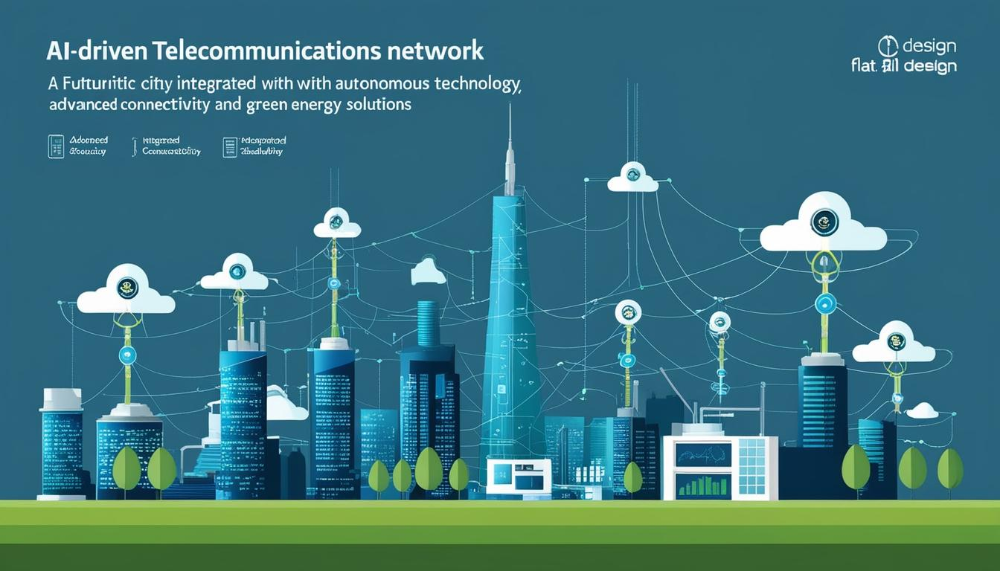 AI-driven Telecommunications network
A Futuritic city integrated with with autonomous technology,
advanced connectivity and green energy solutions
design
flat. design